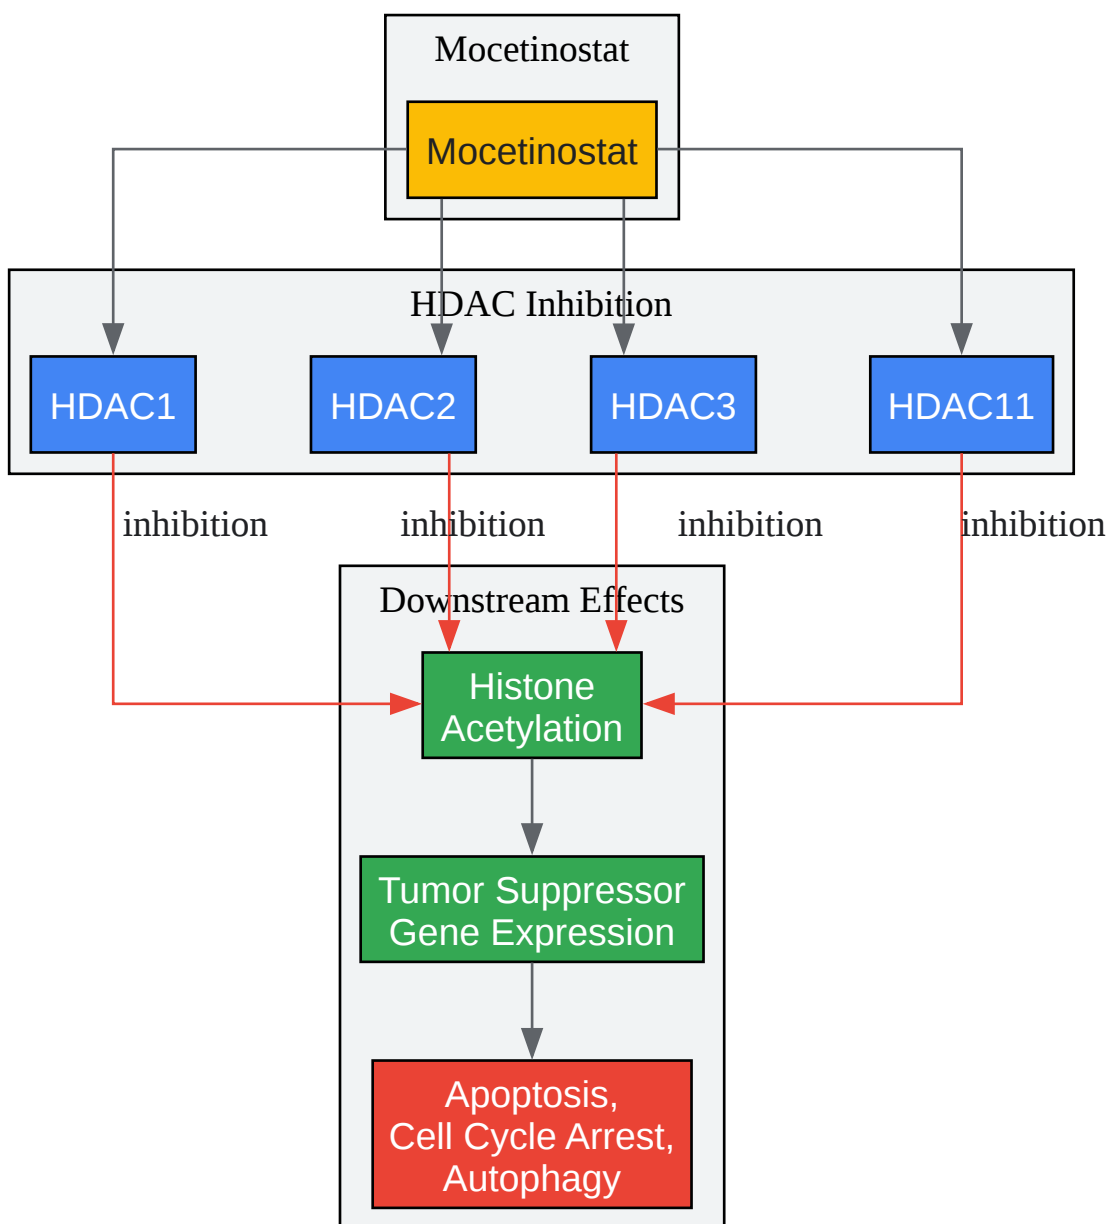 Mocetinostat
Mocetinostat
HDAC Inhibition
HDAC1
HDAC2
HDAC3
HDAC11
inhibition
inhibition
inhibition
inhibition
Downstream Effects
Histone
Acetylation
Tumor Suppressor
Gene Expression
Apoptosis,
Cell Cycle Arrest,
Autophagy